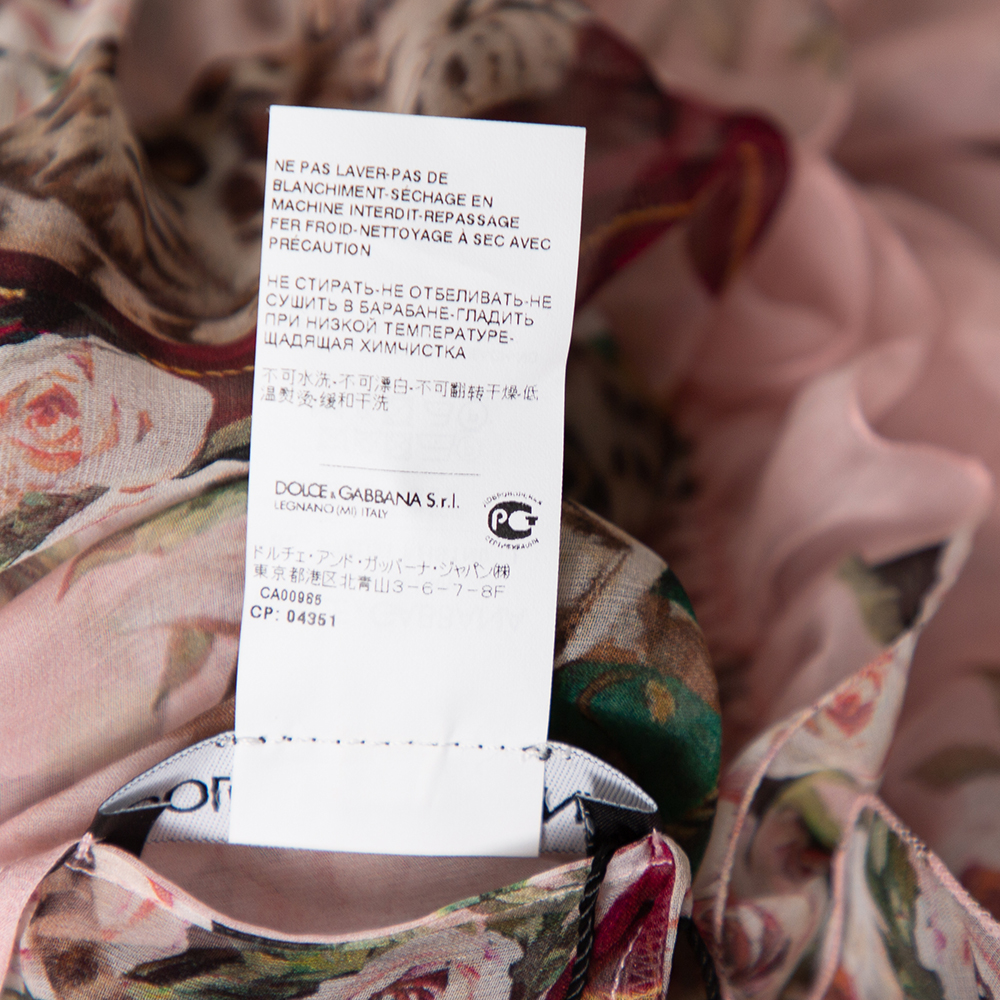 NE PAS LAVER-PAS DE
BLANCHIMENT-SÉCHAGE EN
MACHINE INTERDIT-REPASSAGE
FER FROID-NETTOYAGE À SEC AVEC
PRÉCAUTION
НЕ СТИРАТЬ-НЕ ОТБЕЛИВАТЬ-НЕ
СУШИТЬ В БАРАБАНЕ-ГЛАДИТЬ
ПРИ НИЗКОЙ ТЕМПЕРАТУРЕ-
ЩАДЯЩАЯ ХИМЧИСТКА
不可水洗-不可漂白-不可翻转干燥-低
温熨烫-缓和干洗
DOLCE & GABBANA S.r.l.
LEGNANO (MI) ITALY
РСТ
ドルチェ・アンド・ガッバーナ・ジャパン(株)
東京都港区北青山3-6-7-8F
CA00965
CP: 04351